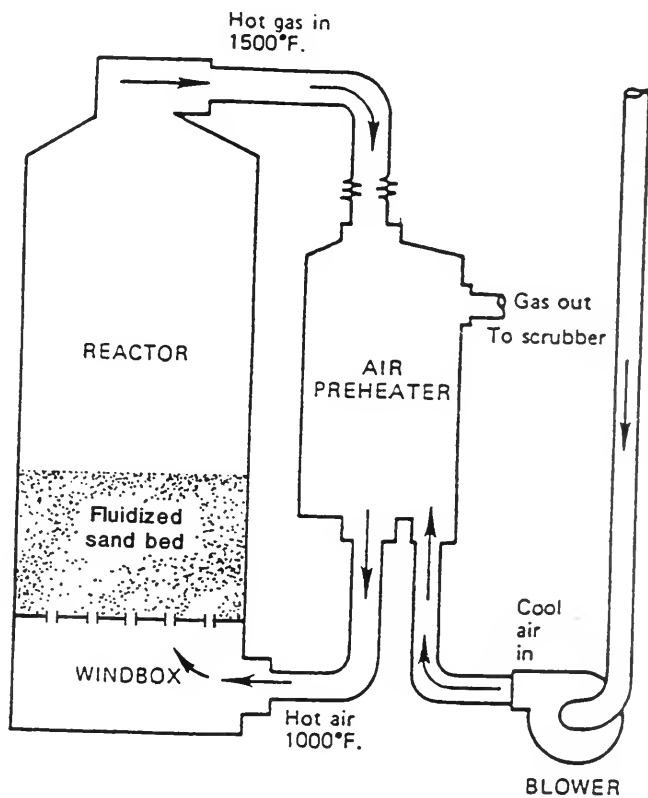 Hot gas in
1500°F.
REACTOR
AIR
PREHEATER
Gas out
To scrubber
Fluidized
sand bed
Cool
air
in
WINDBOX
Hot air
1000°F.
BLOWER